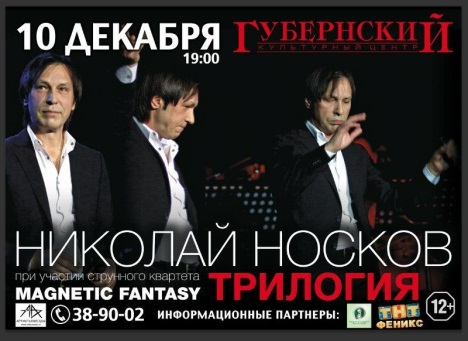 10 ДЕКАБРЯ
19:00
ГУБЕРНСКИЙ
КУЛЬТУРНЫЙ ЦЕНТР
НИКОЛАЙ НОСКОВ
при участии струнного квартета
MAGNETIC FANTASY
ТРИЛОГИЯ
38-90-02
ИНФОРМАЦИОННЫЕ ПАРТНЕРЫ:
ТНТ
ФЕНИКС
12+